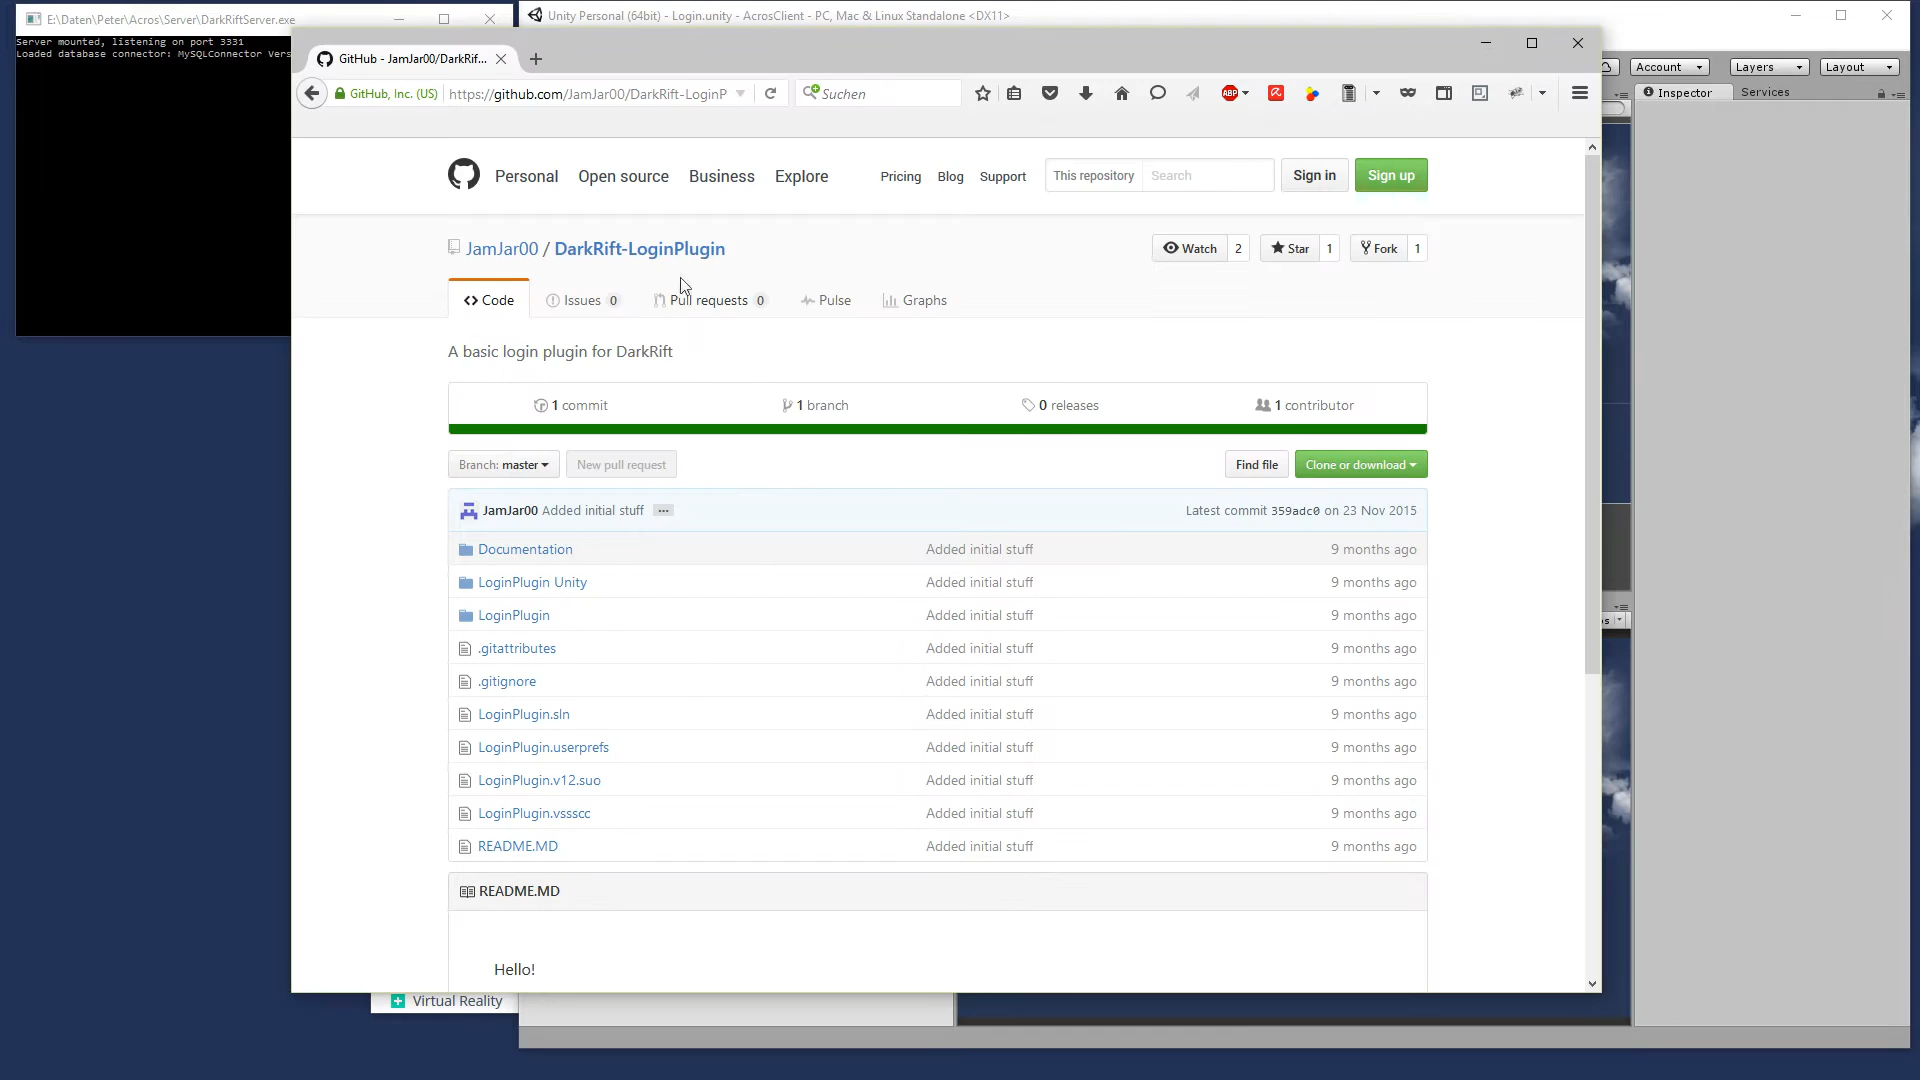 E:\Daten\Peter\Acros\Server\DarkRiftServer.exe
Server mounted, listening on port 3331
Loaded database connector: MySQLConnector Vers
Unity Personal (64bit) - Login.unity - AcrosClient - PC, Mac & Linux Standalone <DX11>
Account
Layers
Layout
Inspector
Services
GitHub - JamJar00/DarkRif...
GitHub, Inc. (US)
https://github.com/JamJar00/DarkRift-LoginP
Suchen
ABP
Personal
Open source
Business
Explore
Pricing
Blog
Support
This repository
Search
Sign in
Sign up
JamJar00 / DarkRift-LoginPlugin
Watch 2
Star 1
Fork 1
Code
Issues 0
Pull requests 0
Pulse
Graphs
A basic login plugin for DarkRift
1 commit
1 branch
0 releases
1 contributor
Branch: master
New pull request
Find file
Clone or download
JamJar00 Added initial stuff ...
Latest commit 359adc0 on 23 Nov 2015
Documentation Added initial stuff 9 months ago
LoginPlugin Unity Added initial stuff 9 months ago
LoginPlugin Added initial stuff 9 months ago
.gitattributes Added initial stuff 9 months ago
.gitignore Added initial stuff 9 months ago
LoginPlugin.sln Added initial stuff 9 months ago
LoginPlugin.userprefs Added initial stuff 9 months ago
LoginPlugin.v12.suo Added initial stuff 9 months ago
LoginPlugin.vssscc Added initial stuff 9 months ago
README.MD Added initial stuff 9 months ago
README.MD
Hello!
Virtual Reality